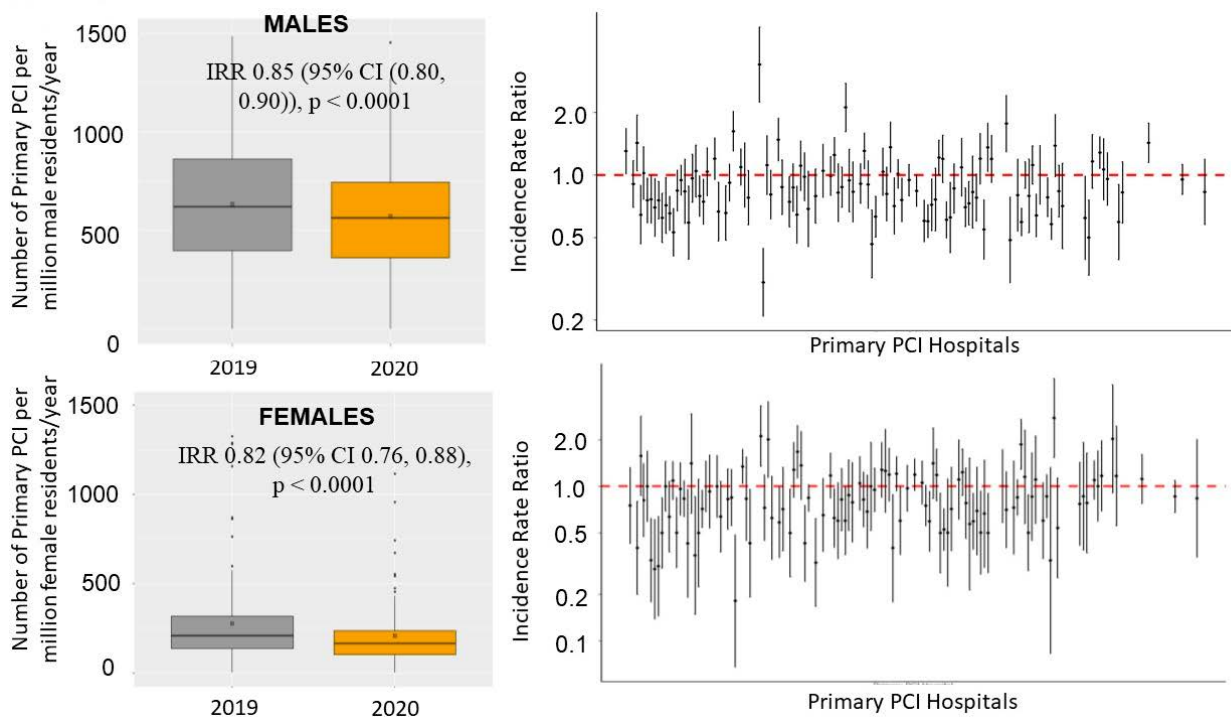 MALES
IRR 0.85 (95% CI (0.80,
0.90)), p < 0.0001
Number of Primary PCI per
million male residents/year
1500
1000
500
0
2019
2020
Incidence Rate Ratio
2.0
1.0
0.5
0.2
Primary PCI Hospitals
FEMALES
IRR 0.82 (95% CI 0.76, 0.88),
p < 0.0001
Number of Primary PCI per
million female residents/year
1500
1000
500
0
2019
2020
Incidence Rate Ratio
2.0
1.0
0.5
0.2
0.1
Primary PCI Hospitals